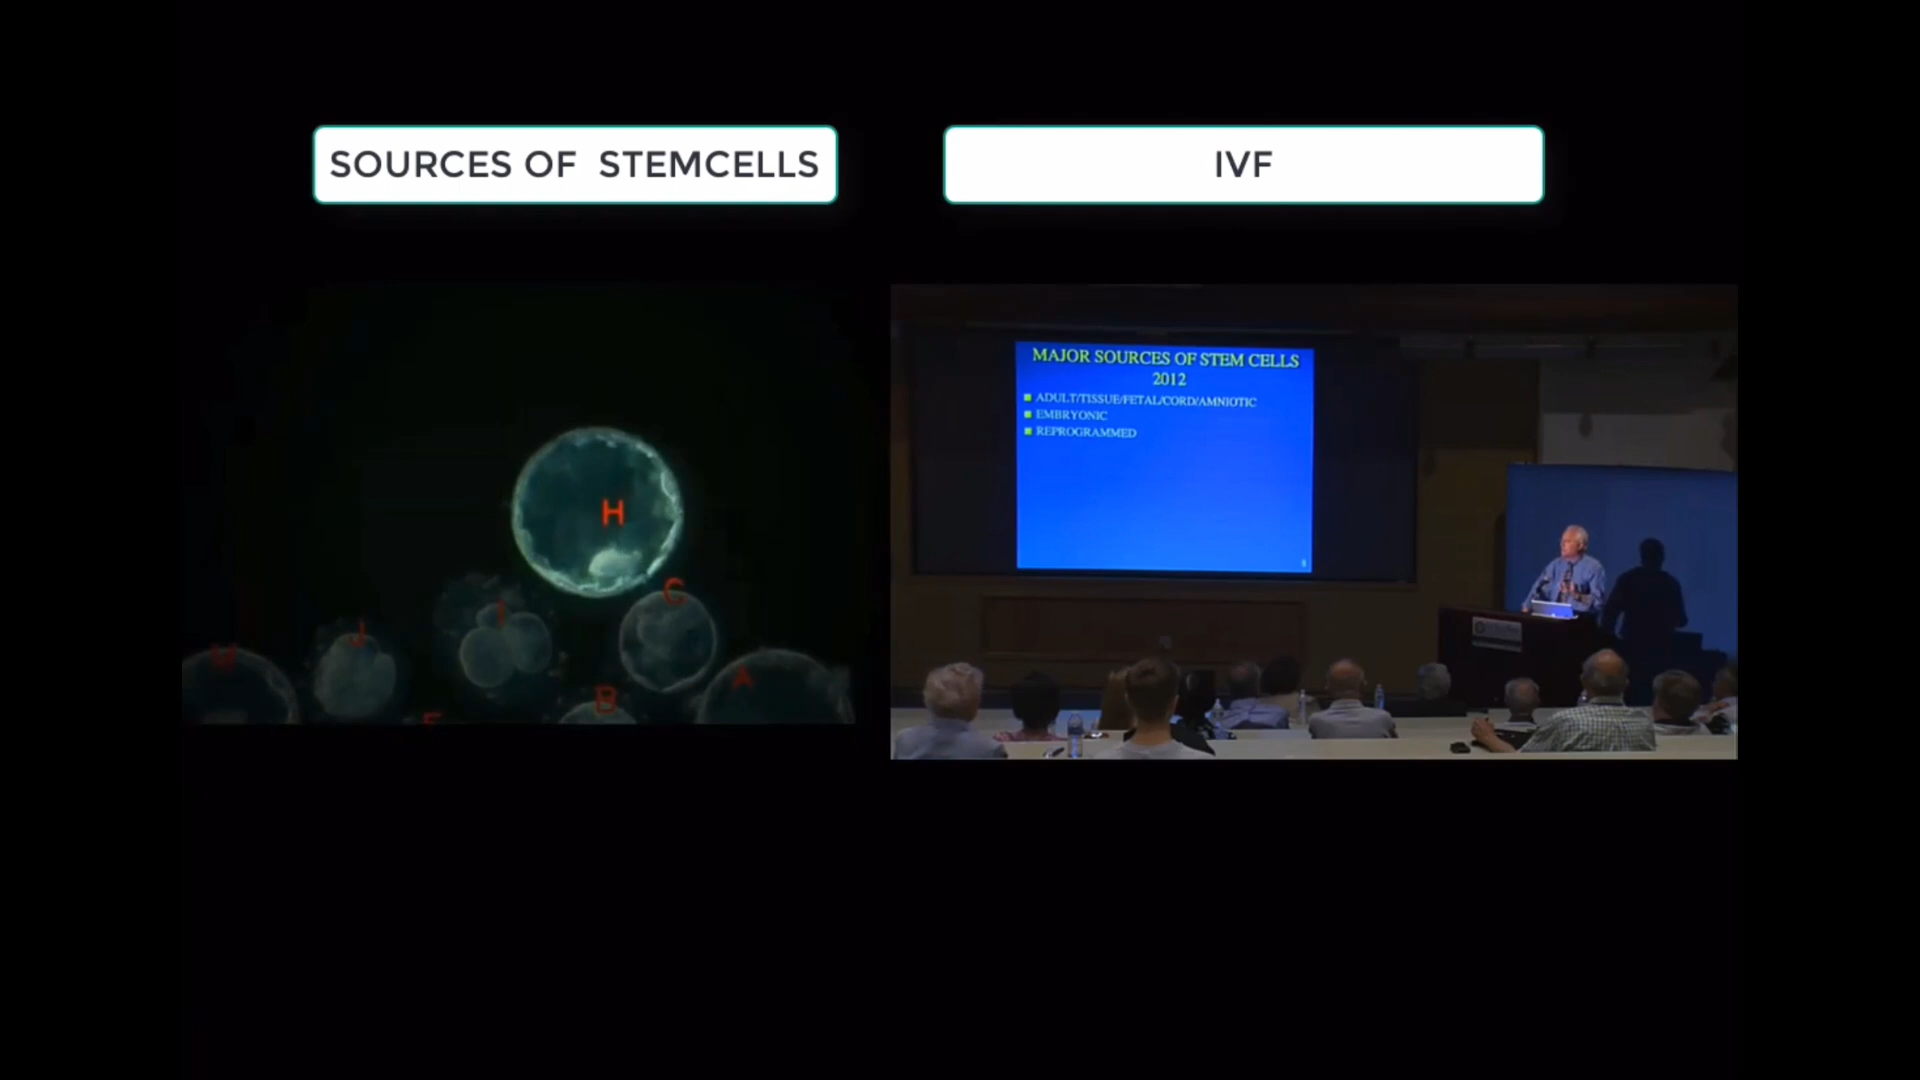 SOURCES OF  STEMCELLS
IVF
H
C
I
J
A
B
MAJOR SOURCES OF STEM CELLS
2012
ADULT/TISSUE/FETAL/CORD/AMNIOTIC
EMBRYONIC
REPROGRAMMED